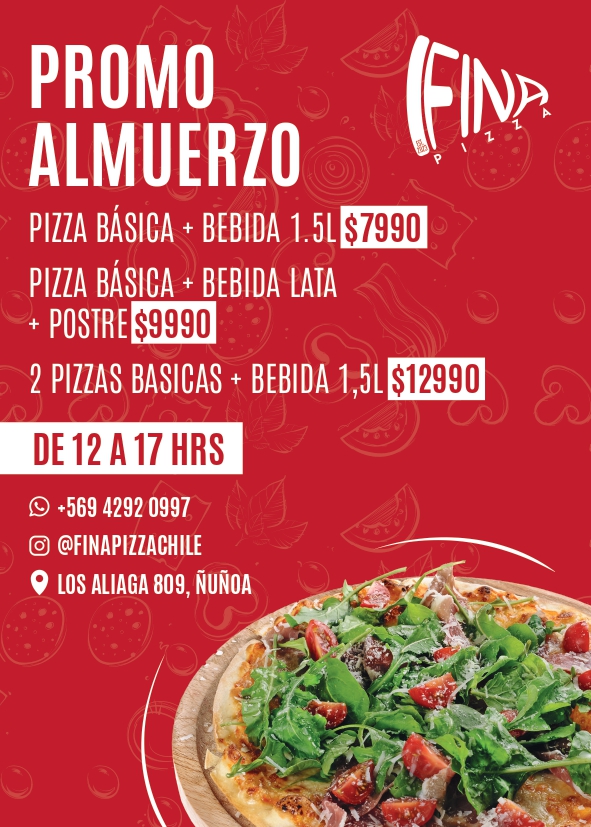 PROMO
ALMUERZO
FINA
PIZZA
PIZZA BÁSICA + BEBIDA 1.5L $7990
PIZZA BÁSICA + BEBIDA LATA
+ POSTRE $9990
2 PIZZAS BASICAS + BEBIDA 1,5L $12990
DE 12 A 17 HRS
+569 4292 0997
@FINAPIZZACHILE
LOS ALIAGA 809, ÑUÑOA